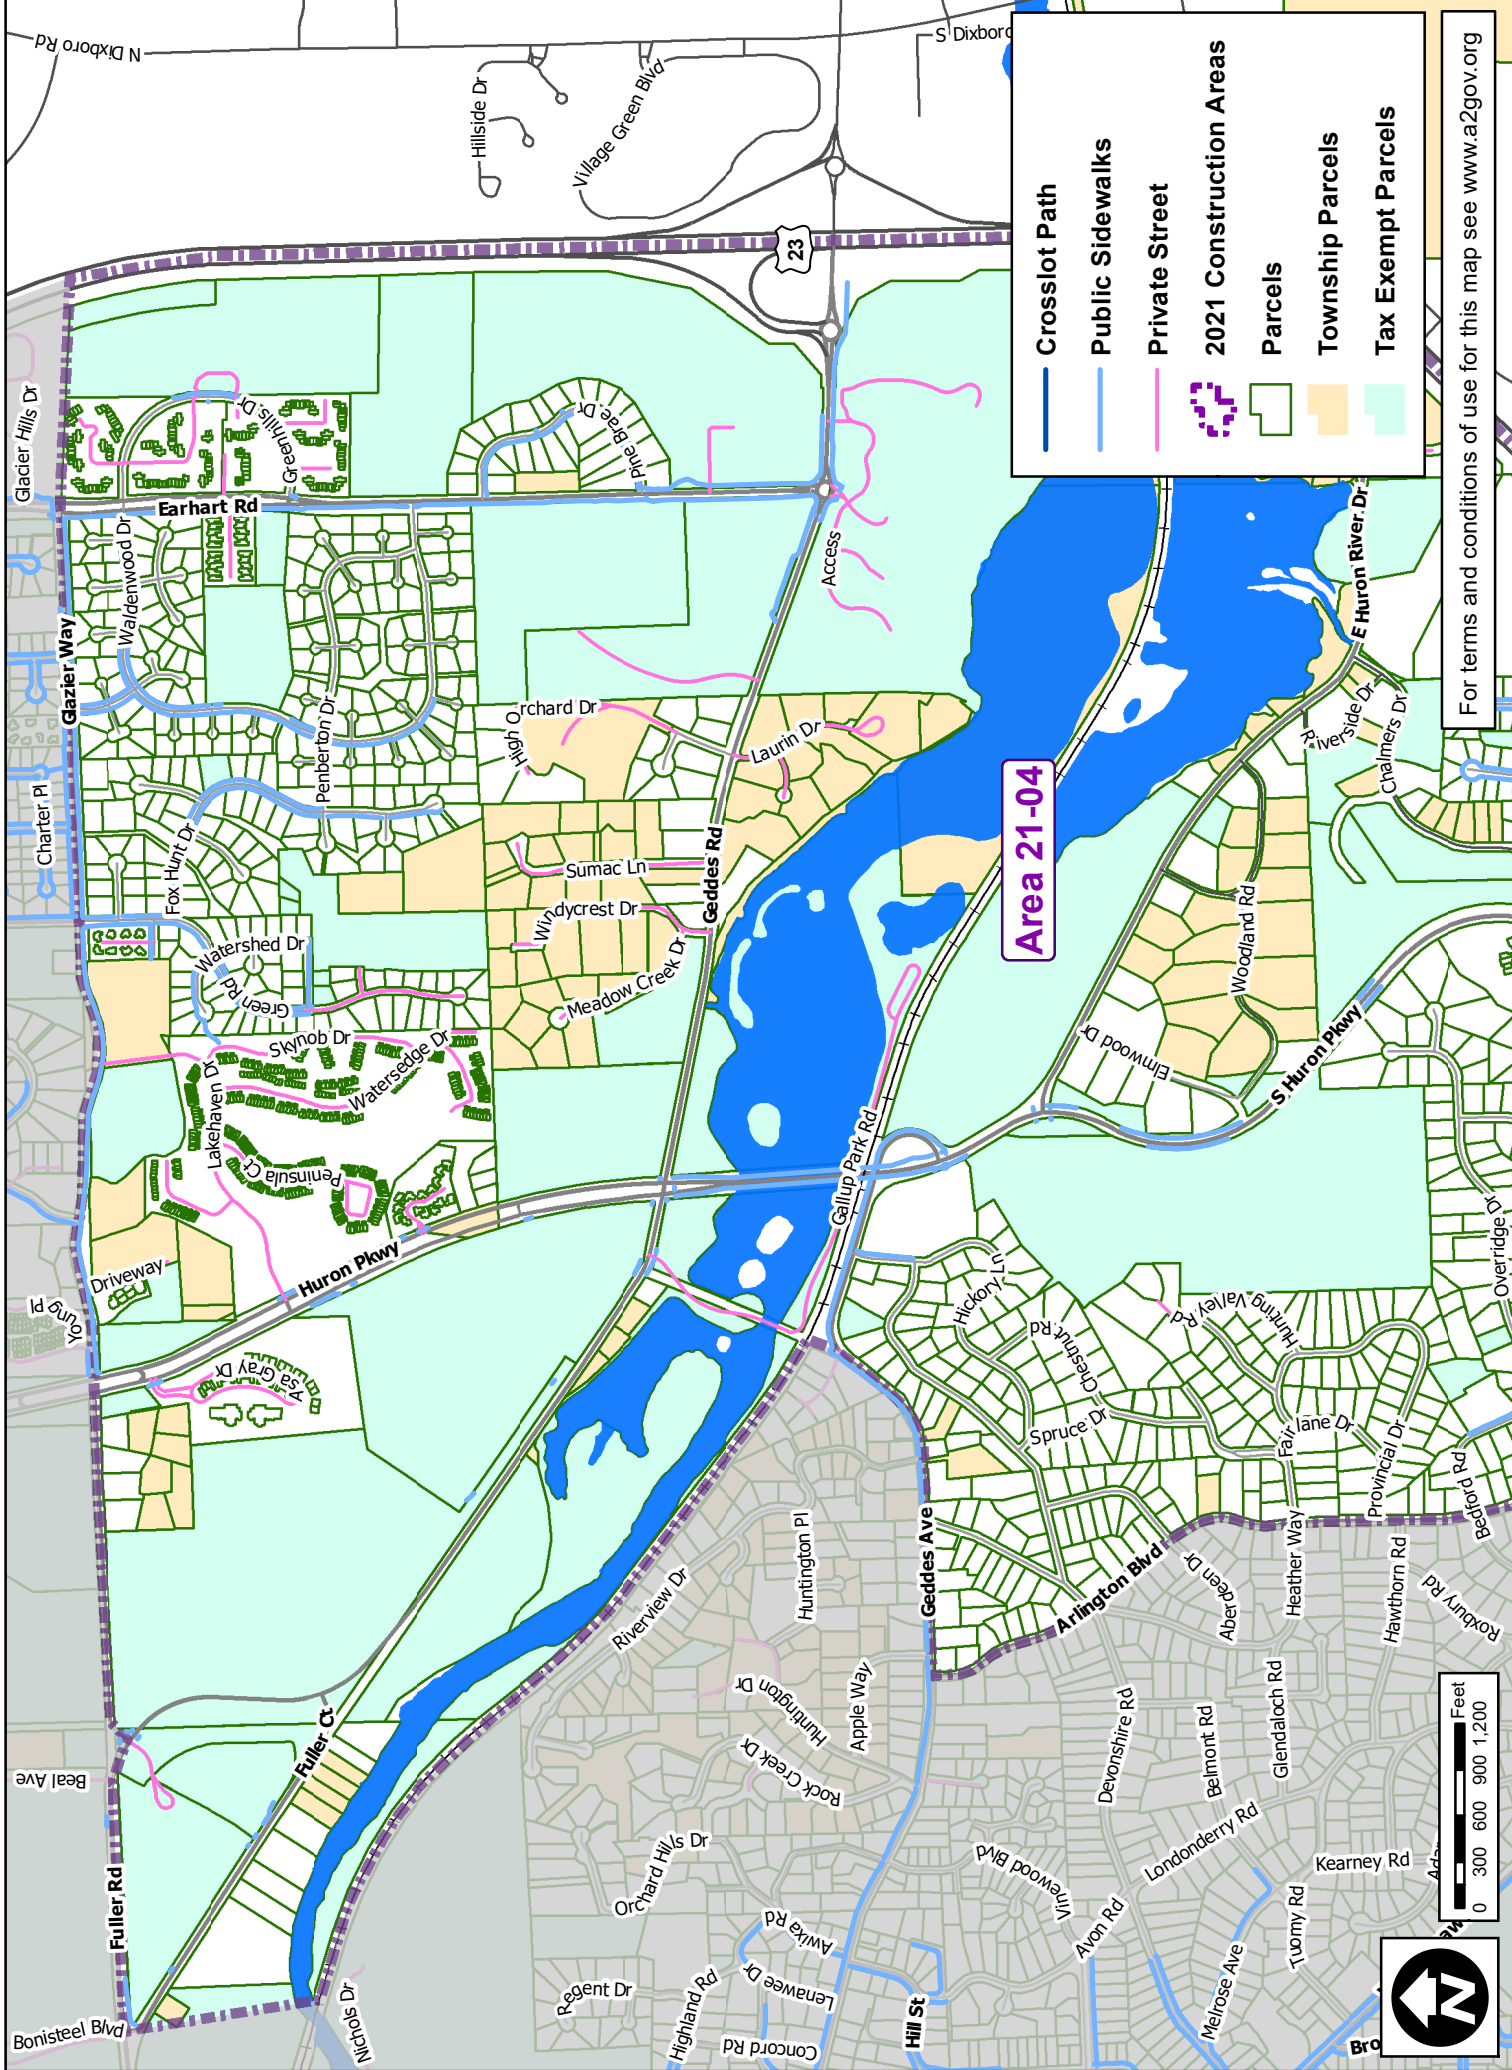 Bonisteel Blvd
Fuller Rd
Beal Ave
Fuller Ct
Nichols Dr
Young Pl
Driveway
Huron Pkwy
Asa Gray Dr
Lakehaven Dr
Peninsula Ct
Skynob Dr
Watersedge Dr
Green Rd
Watershed Dr
Fox Hunt Dr
Charter Pl
Glazier Way
Glacier Hills Dr
Waldenwood Dr
Penberton Dr
Earhart Rd
Greenhills Dr
Pine Brae Dr
N Dixboro Rd
Hillside Dr
Village Green Blvd
23
High Orchard Dr
Laurin Dr
Access
Geddes Rd
Sumac Ln
Windycrest Dr
Meadow Creek Dr
Gallup Park Rd
Area 21-04
E Huron River Dr
Riverside Dr
Chalmers Dr
Woodland Rd
Elmwood Dr
S Huron Pkwy
Overridge Dr
Hickory Ln
Chestnut Rd
Spruce Dr
Hunting Valley Rd
Fair lane Dr
Provincial Dr
Bedford Rd
Geddes Ave
Arlington Blvd
Aberdeen Dr
Heather Way
Hawthorn Rd
Roxbury Rd
Riverview Dr
Huntington Pl
Huntington Dr
Apple Way
Rock Creek Dr
Orchard Hills Dr
Devonshire Rd
Belmont Rd
Glendaloch Rd
Londonderry Rd
Vinewood Blvd
Avon Rd
Kearney Rd
Tuomy Rd
Melrose Ave
Awixa Rd
Lenawee Dr
Regent Dr
Highland Rd
Concord Rd
Hill St
Bro
S Dixboro
Crosslot Path
Public Sidewalks
Private Street
2021 Construction Areas
Parcels
Township Parcels
Tax Exempt Parcels
For terms and conditions of use for this map see www.a2gov.org
0 300 600 900 1,200
Feet
N